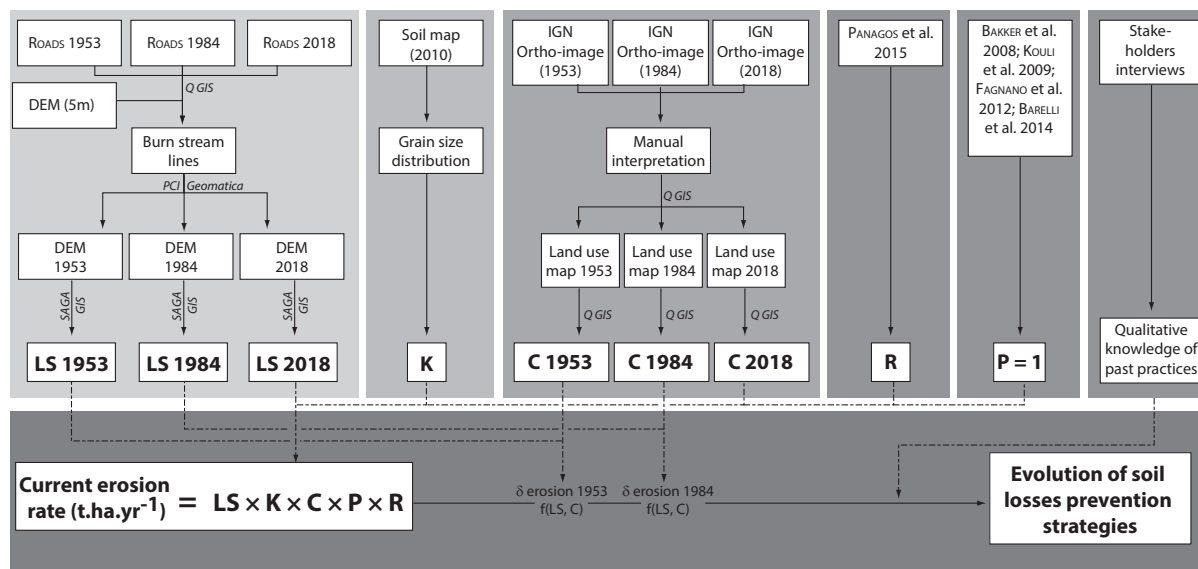 ROADS 1953
ROADS 1984
ROADS 2018
Q GIS
DEM (5m)
Burn stream
lines
PCI Geomatica
DEM
1953
DEM
1984
DEM
2018
SAGA
GIS
SAGA
GIS
SAGA
GIS
LS 1953
LS 1984
LS 2018
Soil map
(2010)
Grain size
distribution
K
IGN
Ortho-image
(1953)
IGN
Ortho-image
(1984)
IGN
Ortho-image
(2018)
Manual
interpretation
Q GIS
Land use
map 1953
Land use
map 1984
Land use
map 2018
Q GIS
Q GIS
Q GIS
C 1953
C 1984
C 2018
PANAGOS et al.
2015
R
BAKKER et al.
2008; KOULI
et al. 2009;
FAGNANO et al.
2012; BARELLI
et al. 2014
P = 1
Stake-
holders
interviews
Qualitative
knowledge of
past practices
Current erosion
rate (t.ha.yr-1) = LS × K × C × P × R
δ erosion 1953
f(LS, C)
δ erosion 1984
f(LS, C)
Evolution of soil
losses prevention
strategies